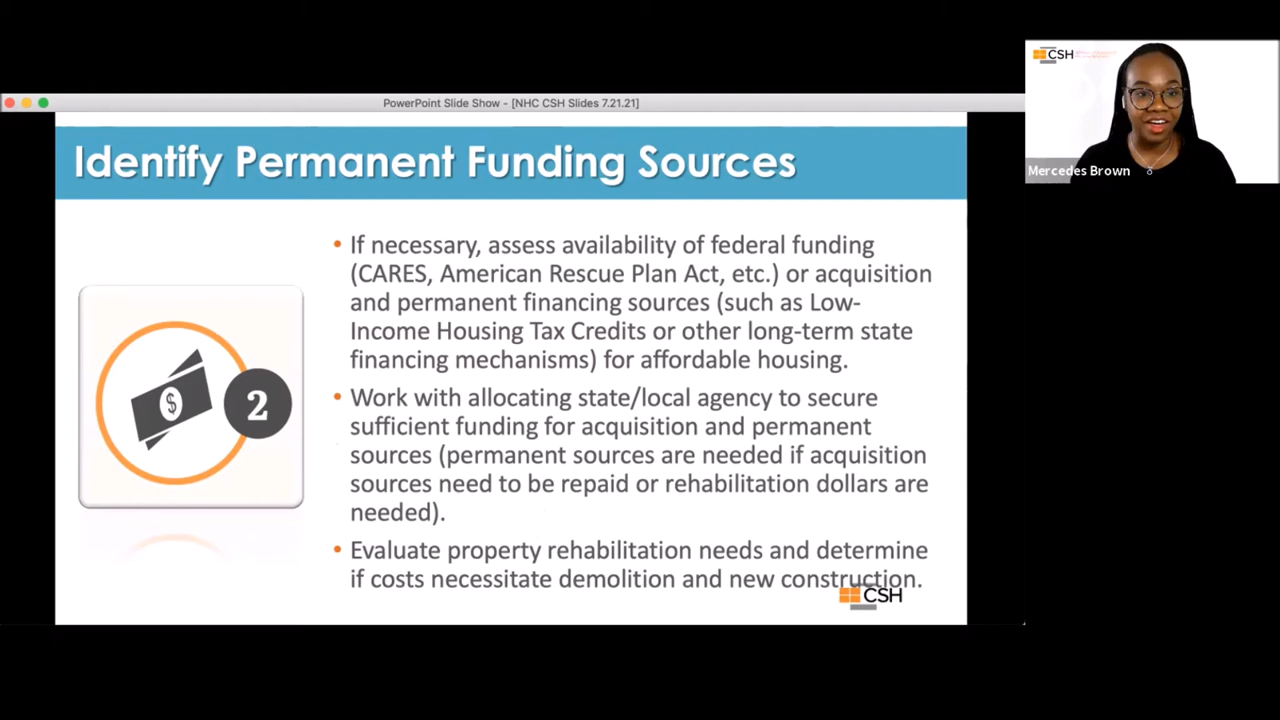 CSH
Mercedes Brown
PowerPoint Slide Show - [NHC CSH Slides 7.21.21]
Identify Permanent Funding Sources
$
2
• If necessary, assess availability of federal funding
(CARES, American Rescue Plan Act, etc.) or acquisition
and permanent financing sources (such as Low-
Income Housing Tax Credits or other long-term state
financing mechanisms) for affordable housing.
• Work with allocating state/local agency to secure
sufficient funding for acquisition and permanent
sources (permanent sources are needed if acquisition
sources need to be repaid or rehabilitation dollars are
needed).
• Evaluate property rehabilitation needs and determine
if costs necessitate demolition and new construction.
CSH